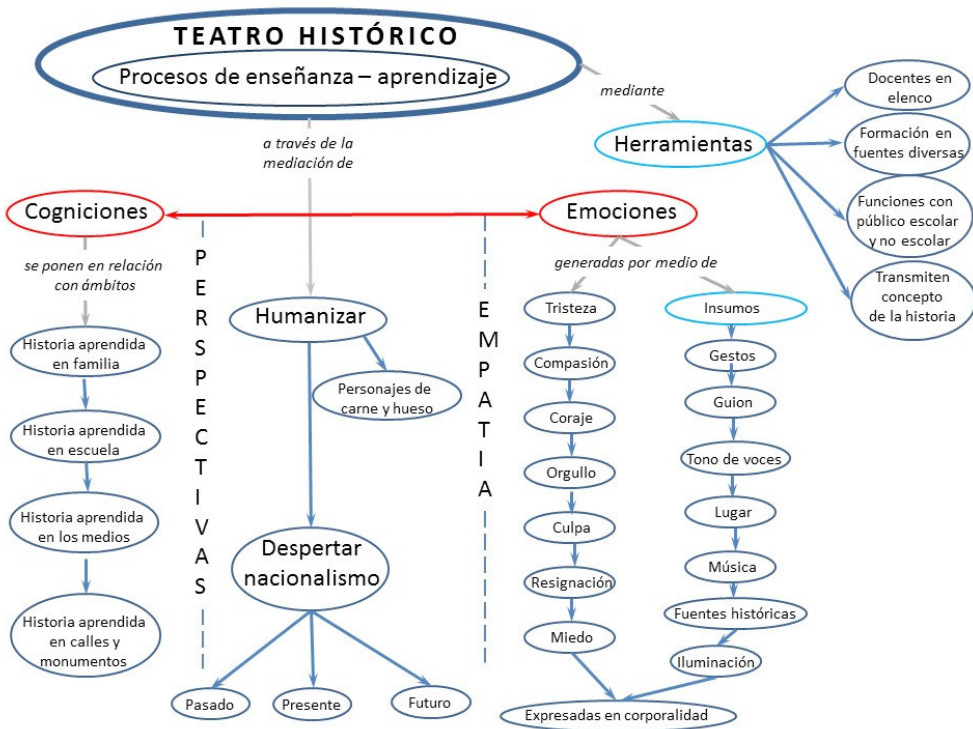 TEATRO HISTÓRICO
Procesos de enseñanza – aprendizaje
mediante
Herramientas
Docentes en
elenco
Formación en
fuentes diversas
Funciones con
público escolar
y no escolar
Transmiten
concepto
de la historia
a través de la
mediación de
Cogniciones
Emociones
se ponen en relación
con ámbitos
Historia aprendida
en familia
Historia aprendida
en escuela
Historia aprendida
en los medios
Historia aprendida
en calles y
monumentos
PERSPECTIVAS
Humanizar
Personajes de
carne y hueso
Despertar
nacionalismo
Pasado
Presente
Futuro
EMPATIA
generadas por medio de
Tristeza
Compasión
Coraje
Orgullo
Culpa
Resignación
Miedo
Insumos
Gestos
Guion
Tono de voces
Lugar
Música
Fuentes históricas
Iluminación
Expresadas en corporalidad